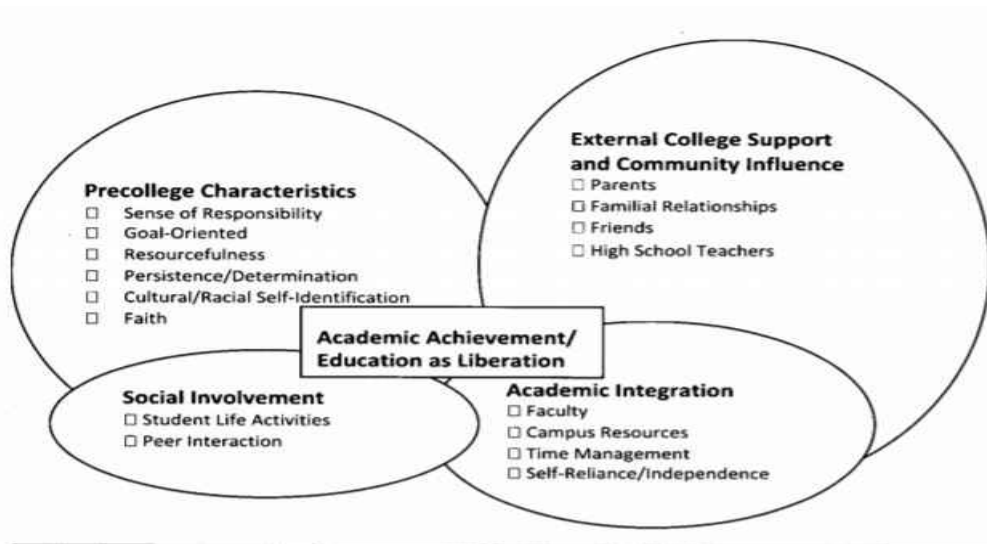 Precollege Characteristics
☐ Sense of Responsibility
☐ Goal-Oriented
☐ Resourcefulness
☐ Persistence/Determination
☐ Cultural/Racial Self-Identification
☐ Faith
External College Support
and Community Influence
☐ Parents
☐ Familial Relationships
☐ Friends
☐ High School Teachers
Academic Achievement/
Education as Liberation
Social Involvement
☐ Student Life Activities
☐ Peer Interaction
Academic Integration
☐ Faculty
☐ Campus Resources
☐ Time Management
☐ Self-Reliance/Independence